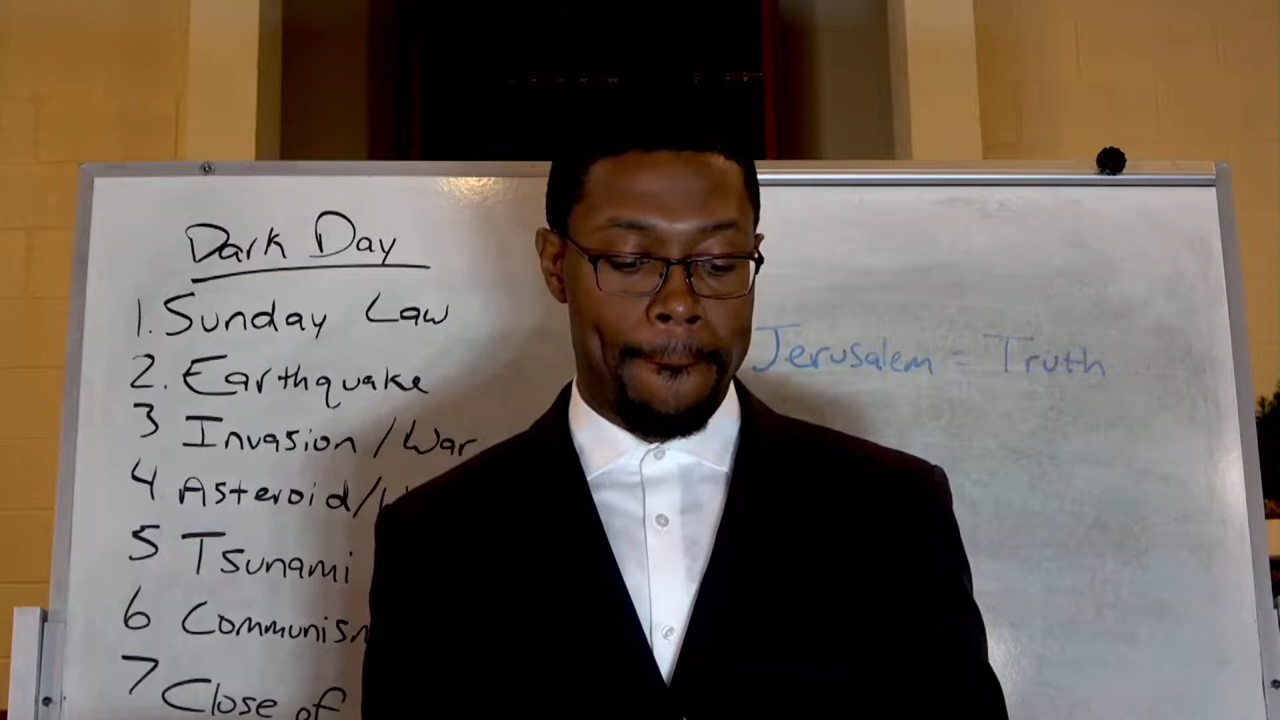 Dark Day
1. Sunday Law
2. Earthquake
3 Invasion / War
4 Asteroid /
5 Tsunami
6 Communism
7 Close of
Jerusalem = Truth